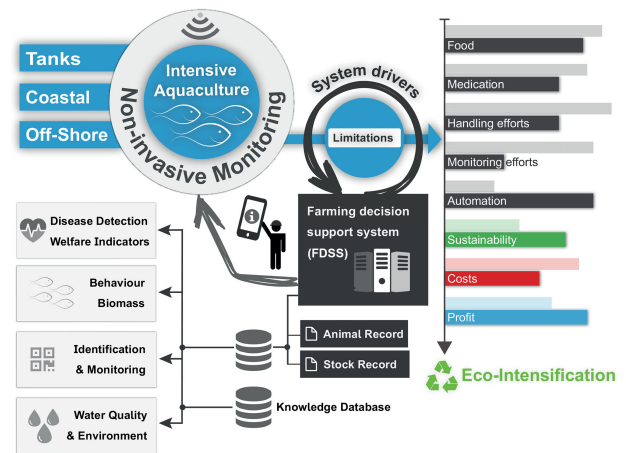 Tanks
Coastal
Off-Shore
Intensive
Aquaculture
Non-invasive Monitoring
System drivers
Limitations
Farming decision
support system
(FDSS)
Disease Detection
Welfare Indicators
Behaviour
Biomass
Identification
& Monitoring
Water Quality
& Environment
Animal Record
Stock Record
Knowledge Database
Food
Medication
Handling efforts
Monitoring efforts
Automation
Sustainability
Costs
Profit
Eco-Intensification